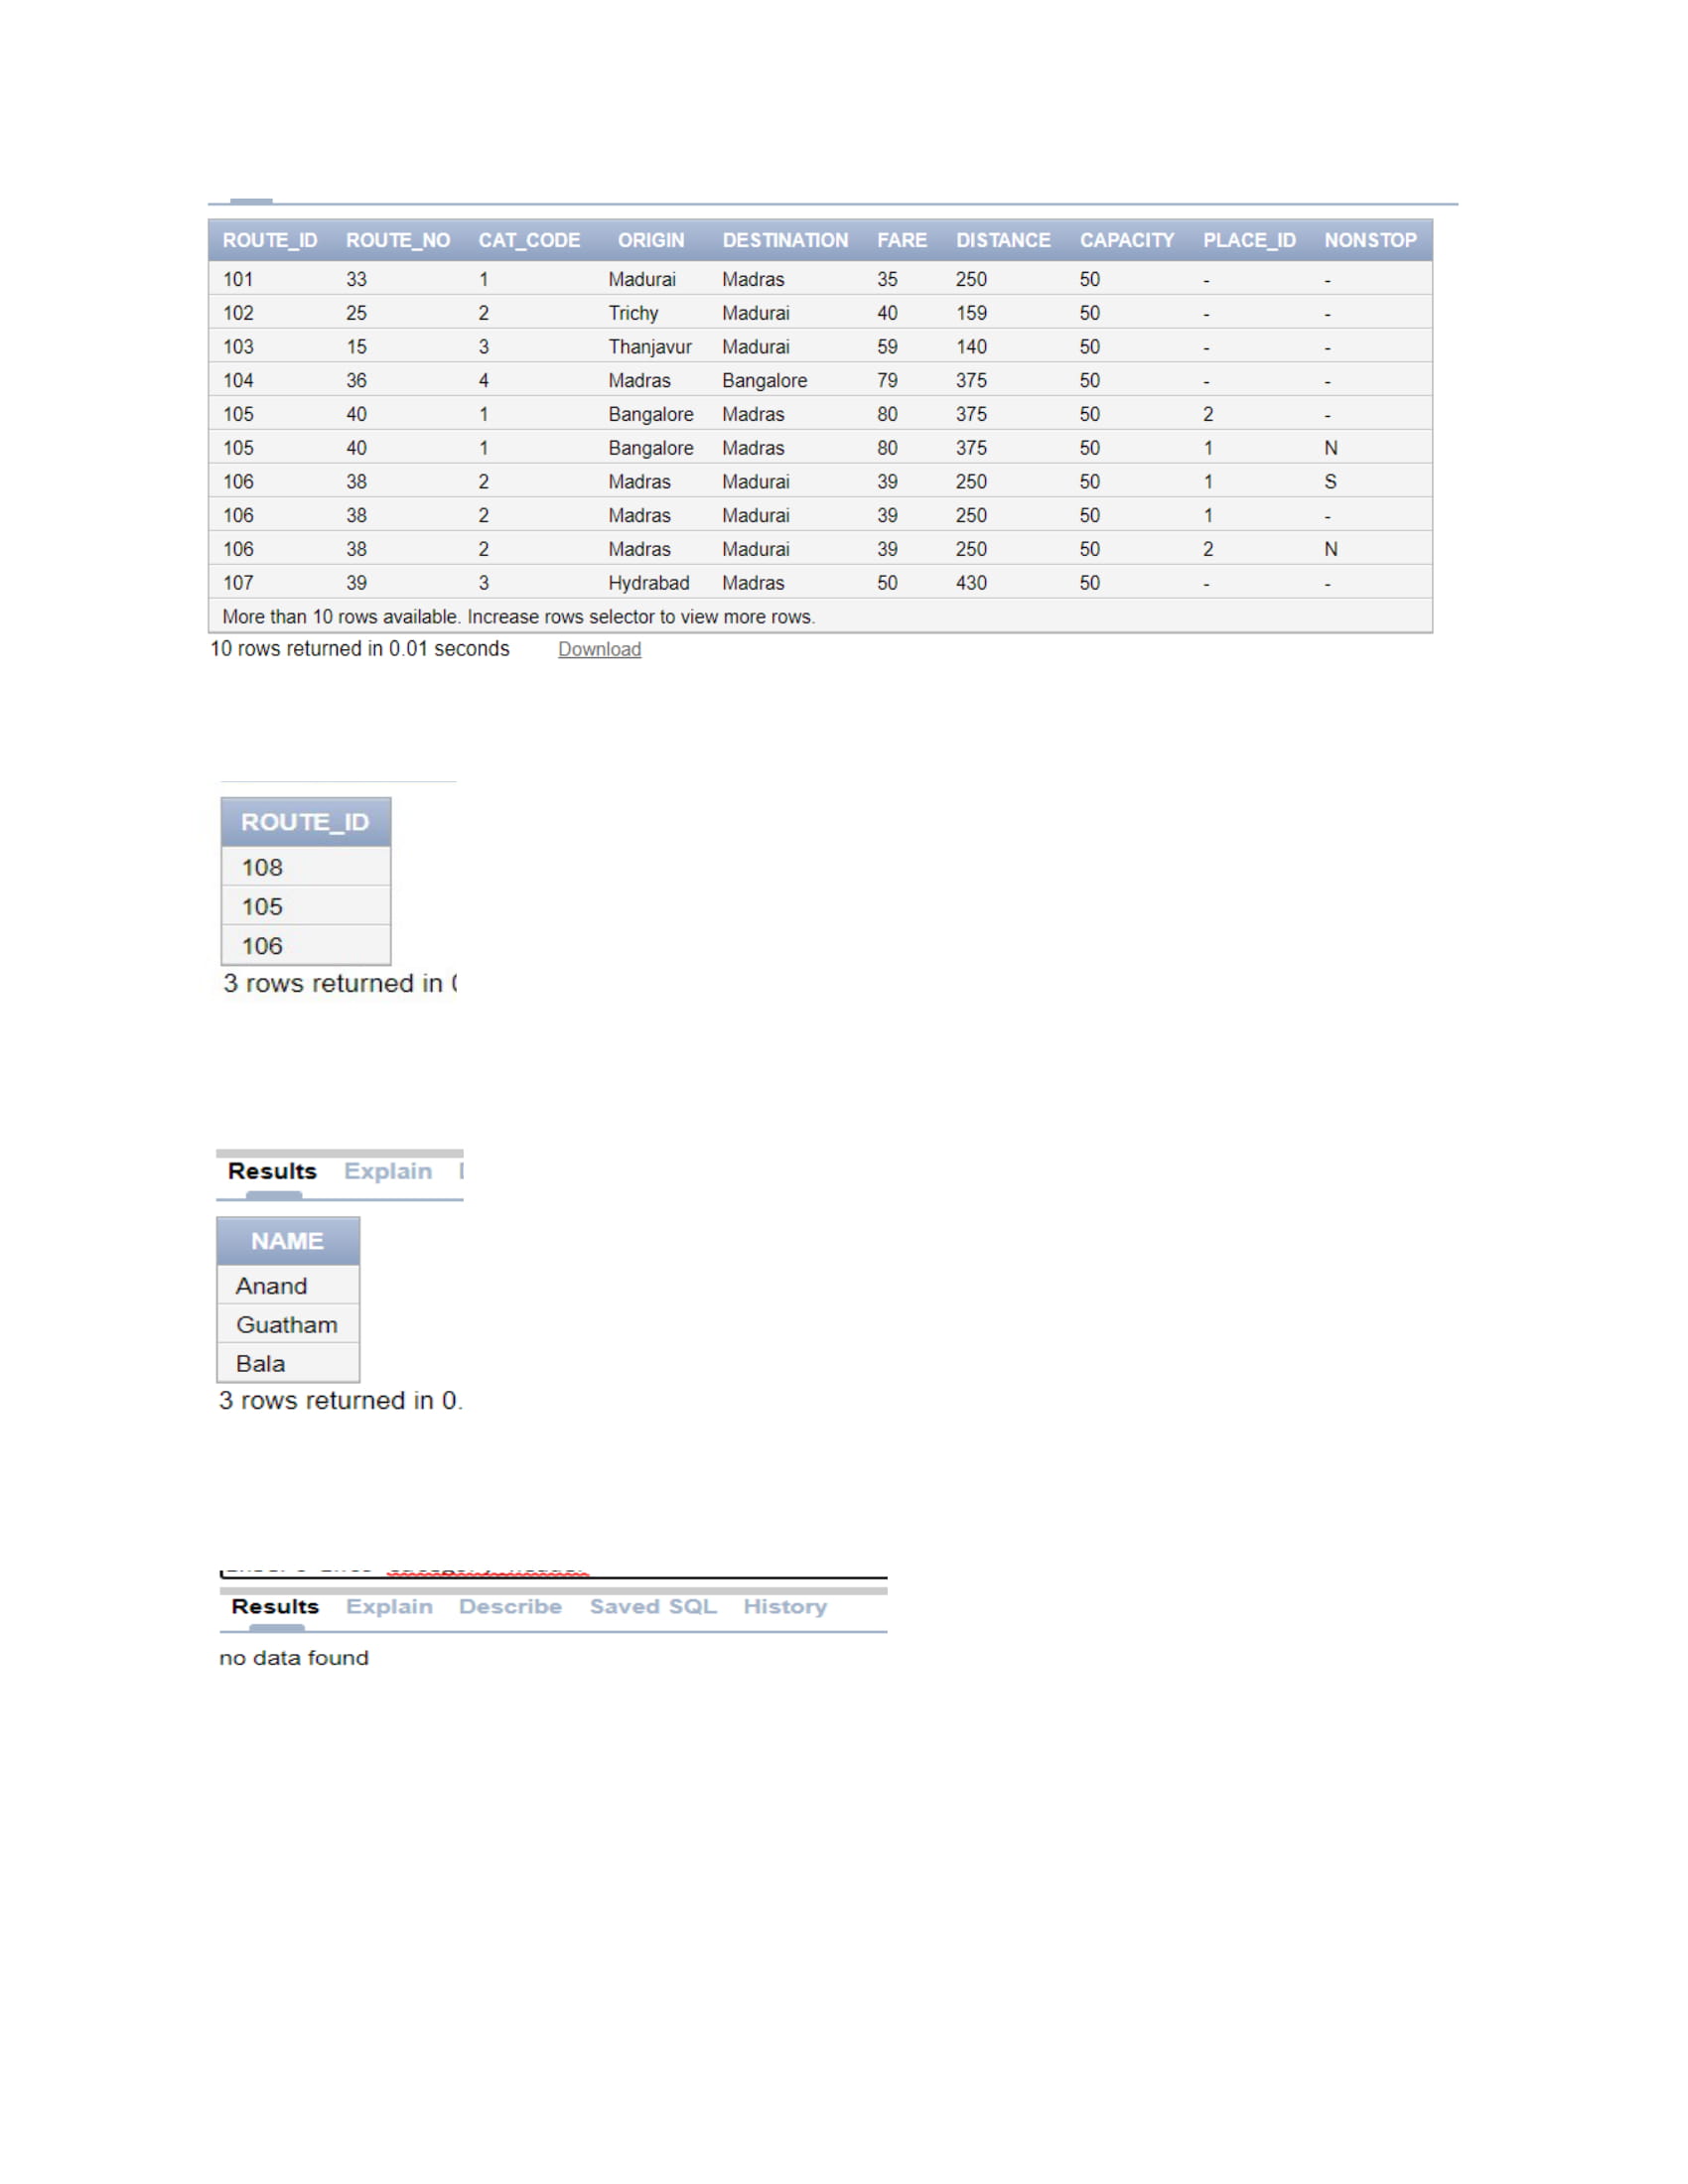 ROUTE_ID ROUTE_NO CAT_CODE ORIGIN DESTINATION FARE DISTANCE CAPACITY PLACE_ID NONSTOP
101 33 1 Madurai Madras 35 250 50 - -
102 25 2 Trichy Madurai 40 159 50 - -
103 15 3 Thanjavur Madurai 59 140 50 - -
104 36 4 Madras Bangalore 79 375 50 - -
105 40 1 Bangalore Madras 80 375 50 2 -
105 40 1 Bangalore Madras 80 375 50 1 N
106 38 2 Madras Madurai 39 250 50 1 S
106 38 2 Madras Madurai 39 250 50 1 -
106 38 2 Madras Madurai 39 250 50 2 N
107 39 3 Hydrabad Madras 50 430 50 - -
More than 10 rows available. Increase rows selector to view more rows.
10 rows returned in 0.01 seconds Download
ROUTE_ID
108
105
106
3 rows returned in
Results Explain
NAME
Anand
Guatham
Bala
3 rows returned in 0.
Results Explain Describe Saved SQL History
no data found